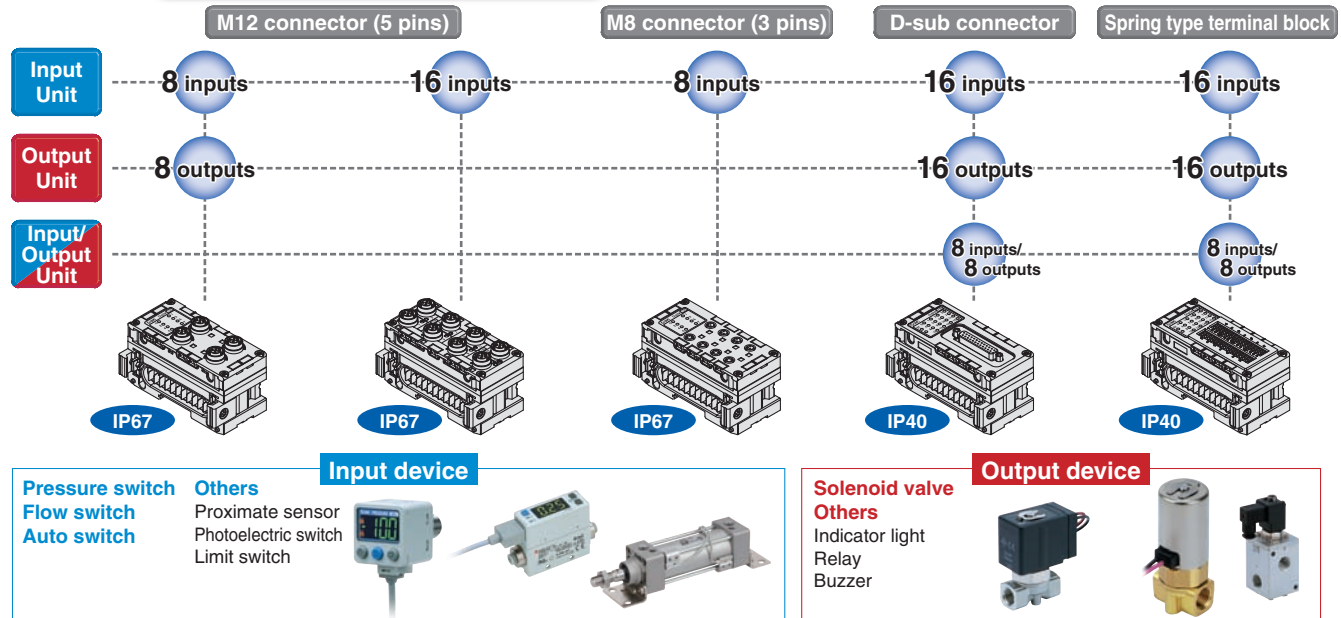 M12 connector (5 pins)
M8 connector (3 pins)
D-sub connector
Spring type terminal block
Input
Unit
8 inputs
16 inputs
8 inputs
16 inputs
16 inputs
Output
Unit
8 outputs
16 outputs
16 outputs
Input/
Output
Unit
8 inputs/
8 outputs
8 inputs/
8 outputs
IP67
IP67
IP67
IP40
IP40
Input device
Pressure switch
Flow switch
Auto switch
Others
Proximate sensor
Photoelectric switch
Limit switch
100
Output device
Solenoid valve
Others
Indicator light
Relay
Buzzer